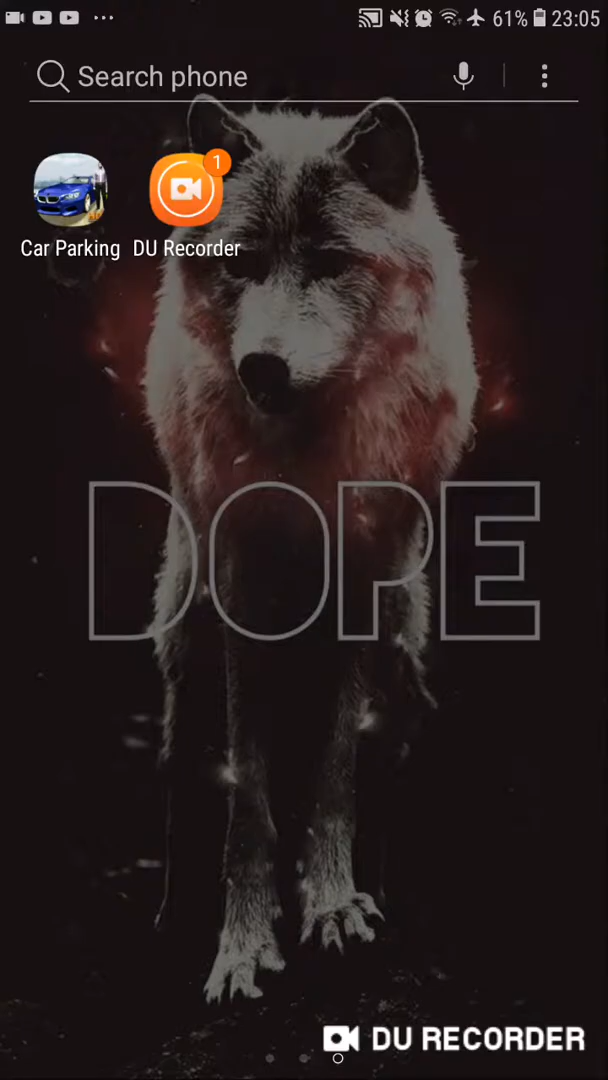 61% 23:05
Search phone
1
Car Parking DU Recorder
DOPE
DU RECORDER